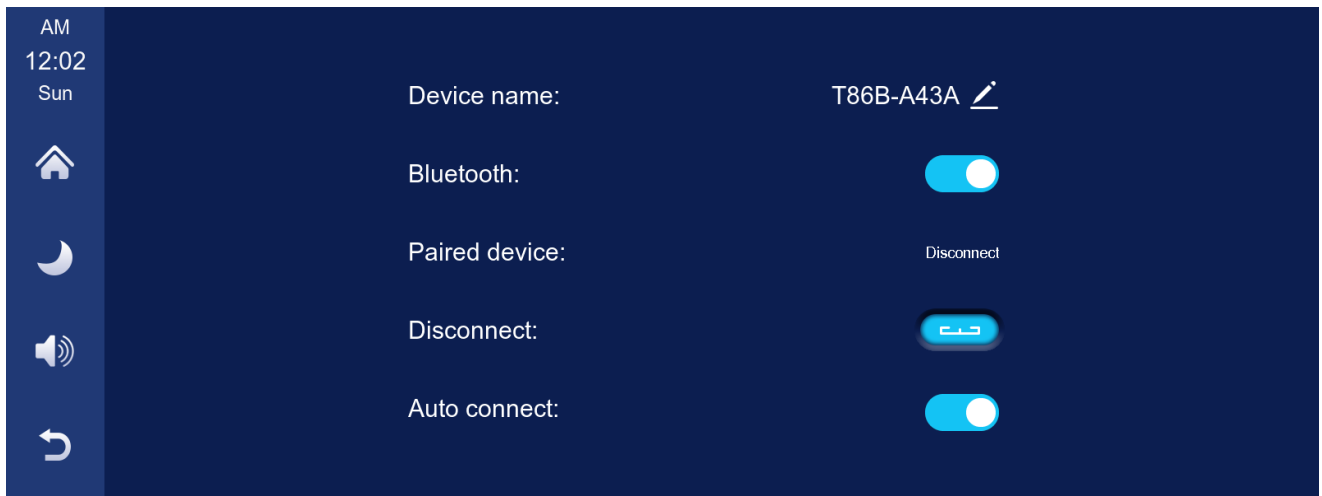 AM
12:02
Sun
Device name: T86B-A43A
Bluetooth:
Paired device: Disconnect
Disconnect:
Auto connect: